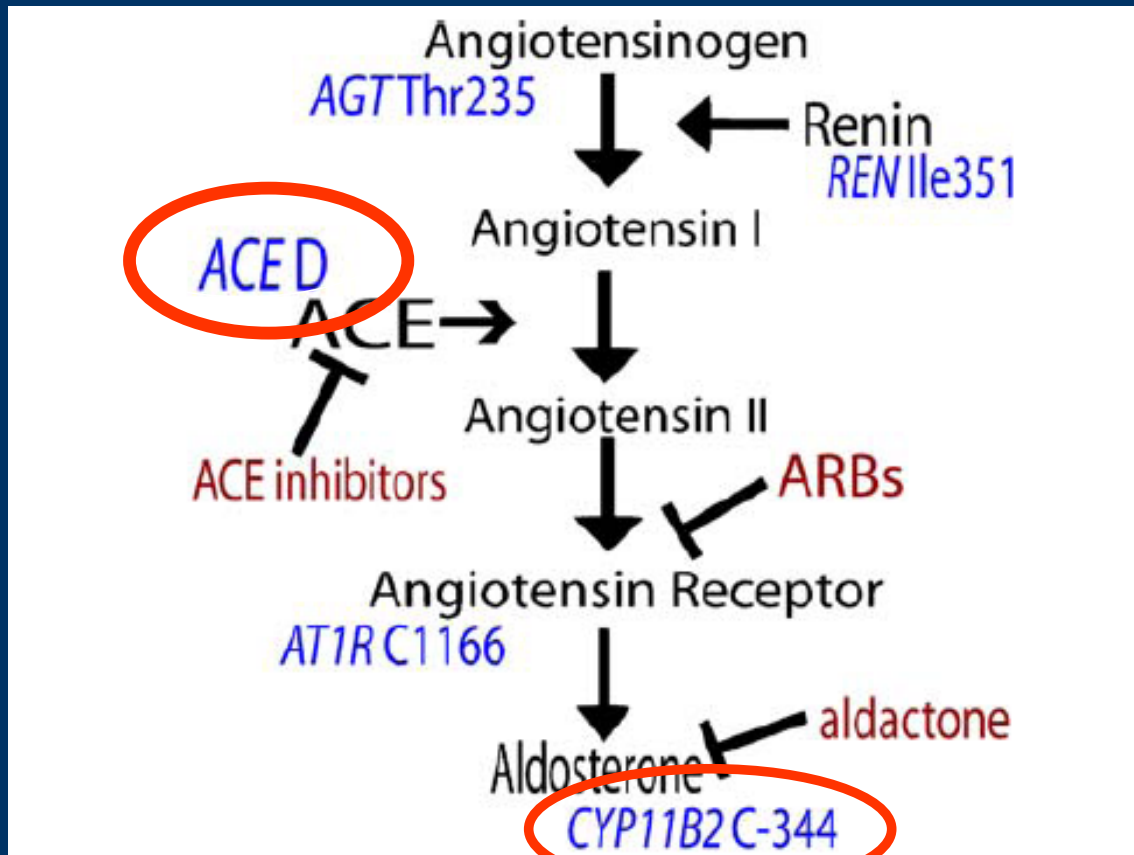 Angiotensinogen
AGT Thr235
Renin
REN Ile351
Angiotensin I
ACE D
ACE
Angiotensin II
ACE inhibitors
ARBs
Angiotensin Receptor
AT1R C1166
aldactone
Aldosterone
CYP11B2 C-344